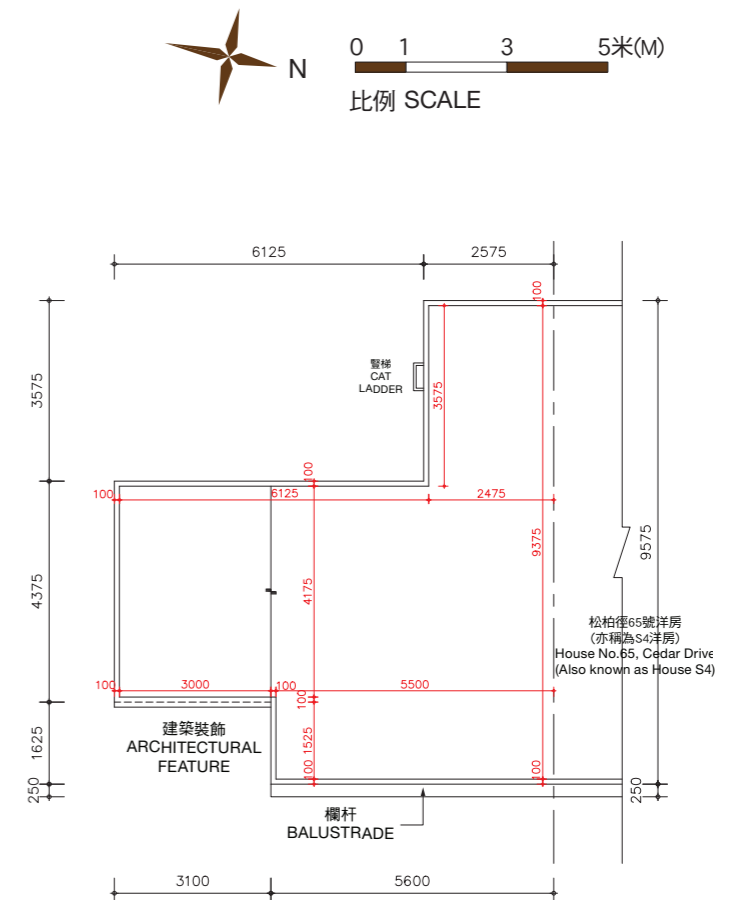 N
0 1 3 5米(M)
比例 SCALE
6125
2575
100
3575
豎梯
CAT
LADDER
3575
100
100
6125
2475
9375
9575
4375
4175
松柏徑65號洋房
(亦稱為S4洋房)
House No.65, Cedar Drive
(Also known as House S4)
100
3000
100
5500
100
1625
建築裝飾
ARCHITECTURAL
FEATURE
1525
100
100
250
250
欄杆
BALUSTRADE
3100
5600